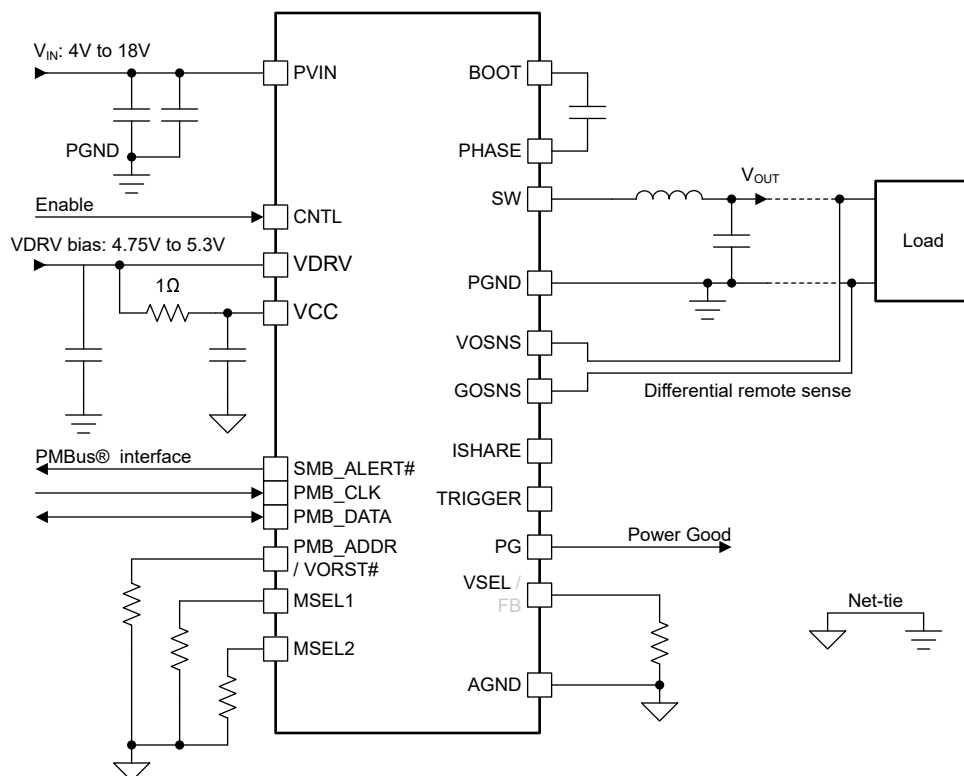 V_IN: 4V to 18V
PGND
Enable
VDRV bias: 4.75V to 5.3V
1Ω
PMBus® interface
PVIN
CNTL
VDRV
VCC
SMB_ALERT#
PMB_CLK
PMB_DATA
PMB_ADDR
/ VORST#
MSEL1
MSEL2
BOOT
PHASE
SW
PGND
VOSNS
GOSNS
ISHARE
TRIGGER
PG
VSEL /
FB
AGND
V_OUT
Load
Differential remote sense
Power Good
Net-tie